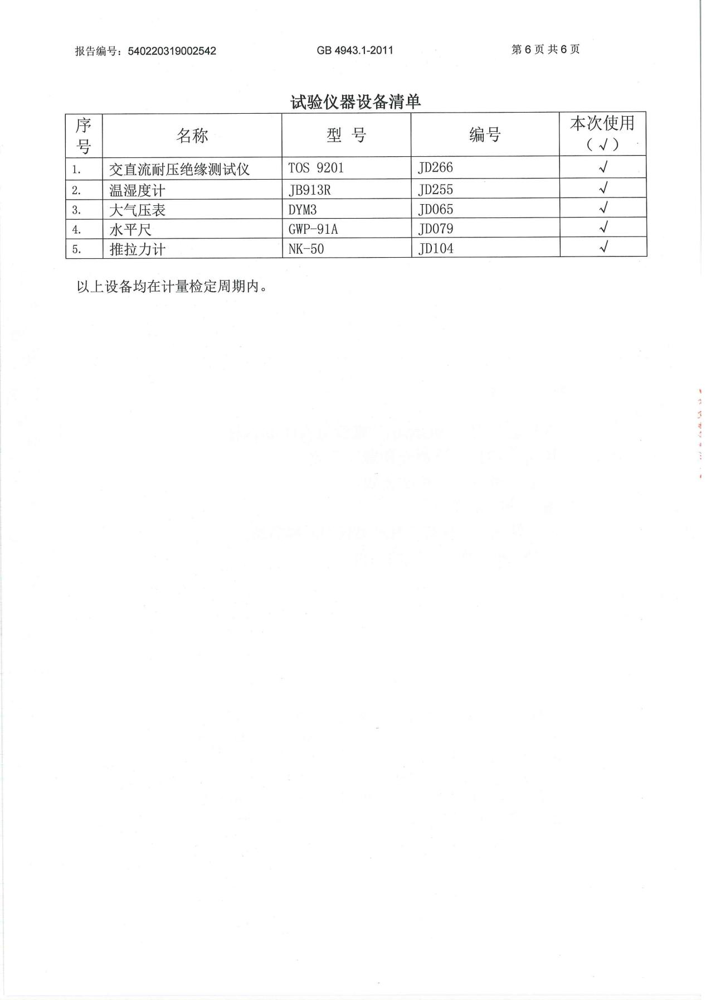 报告编号：540220319002542 GB 4943.1-2011 第 6 页 共 6 页
试验仪器设备清单
序号 名称 型 号 编号 本次使用（√）
1. 交直流耐压绝缘测试仪 TOS 9201 JD266 √
2. 温湿度计 JB913R JD255 √
3. 大气压表 DYM3 JD065 √
4. 水平尺 GWP-91A JD079 √
5. 推拉力计 NK-50 JD104 √
以上设备均在计量检定周期内。